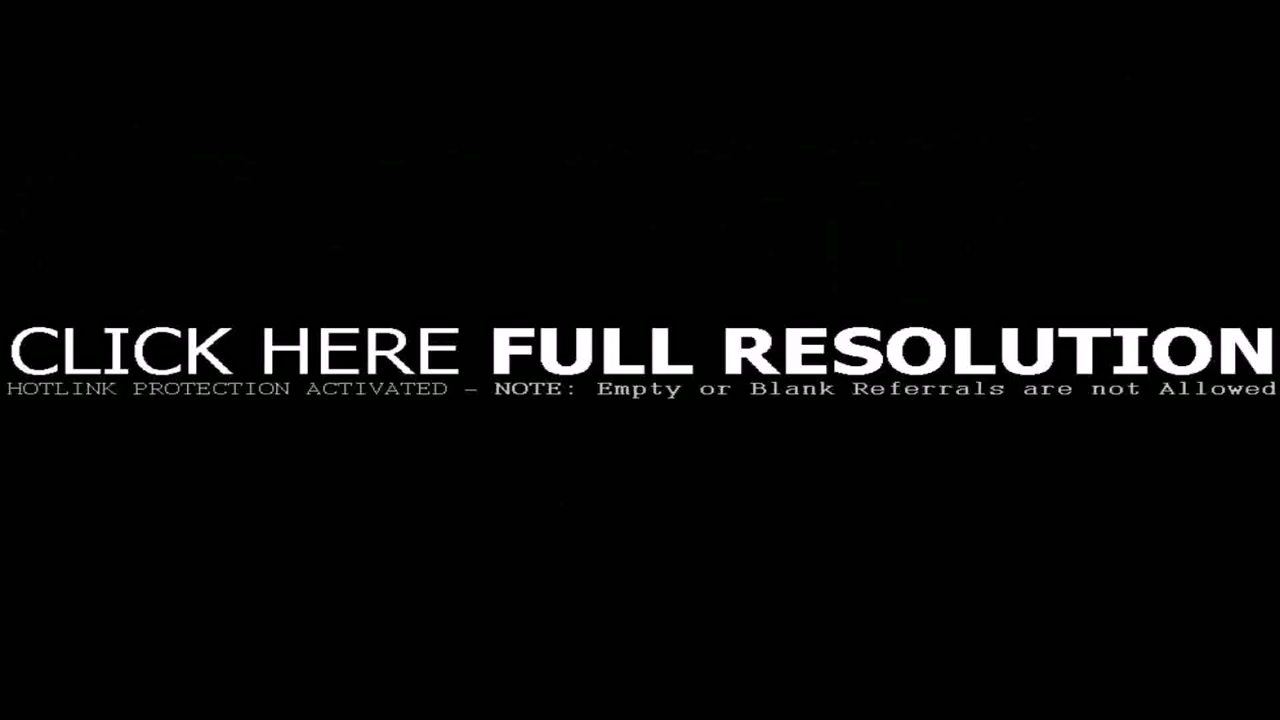 CLICK HERE FULL RESOLUTION
HOTLINK PROTECTION ACTIVATED - NOTE: Empty or Blank Referrals are not Allowed